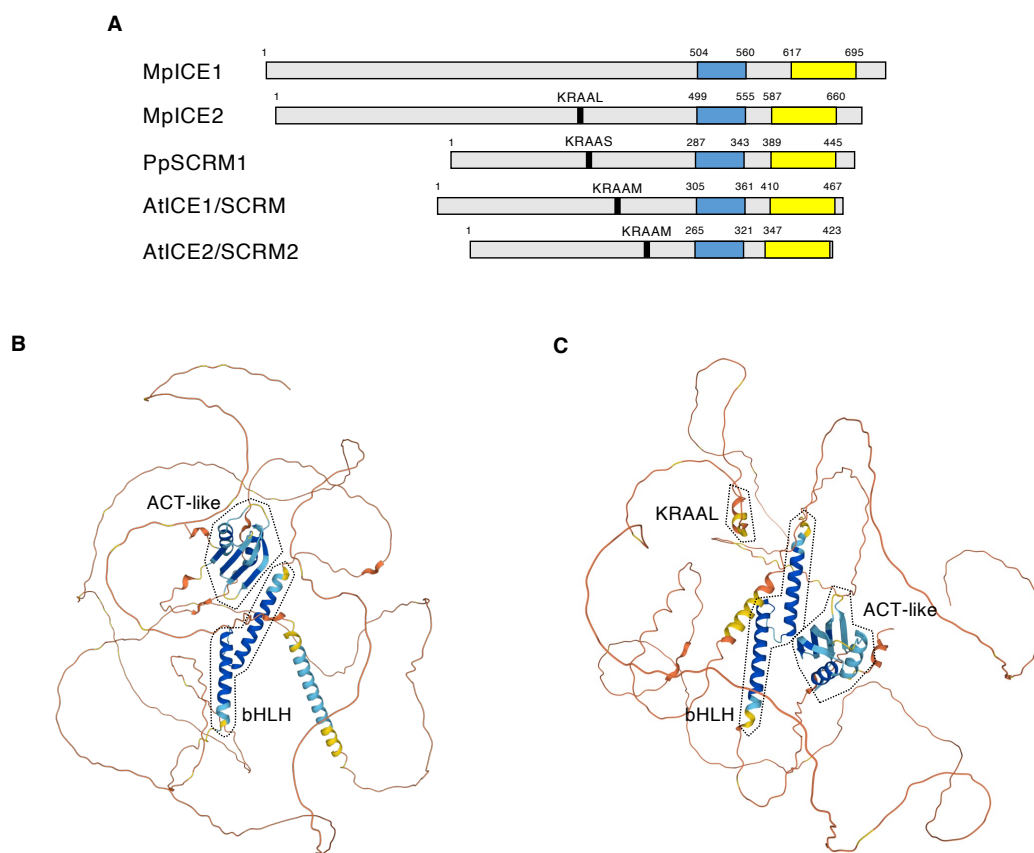 A
1 504 560 617 695
MpICE1
1 KRAAL 499 555 587 660
MpICE2
1 KRAAS 287 343 389 445
PpSCRM1
1 KRAAM 305 361 410 467
AtICE1/SCRM
1 KRAAM 265 321 347 423
AtICE2/SCRM2
B
ACT-like
bHLH
C
KRAAL
ACT-like
bHLH